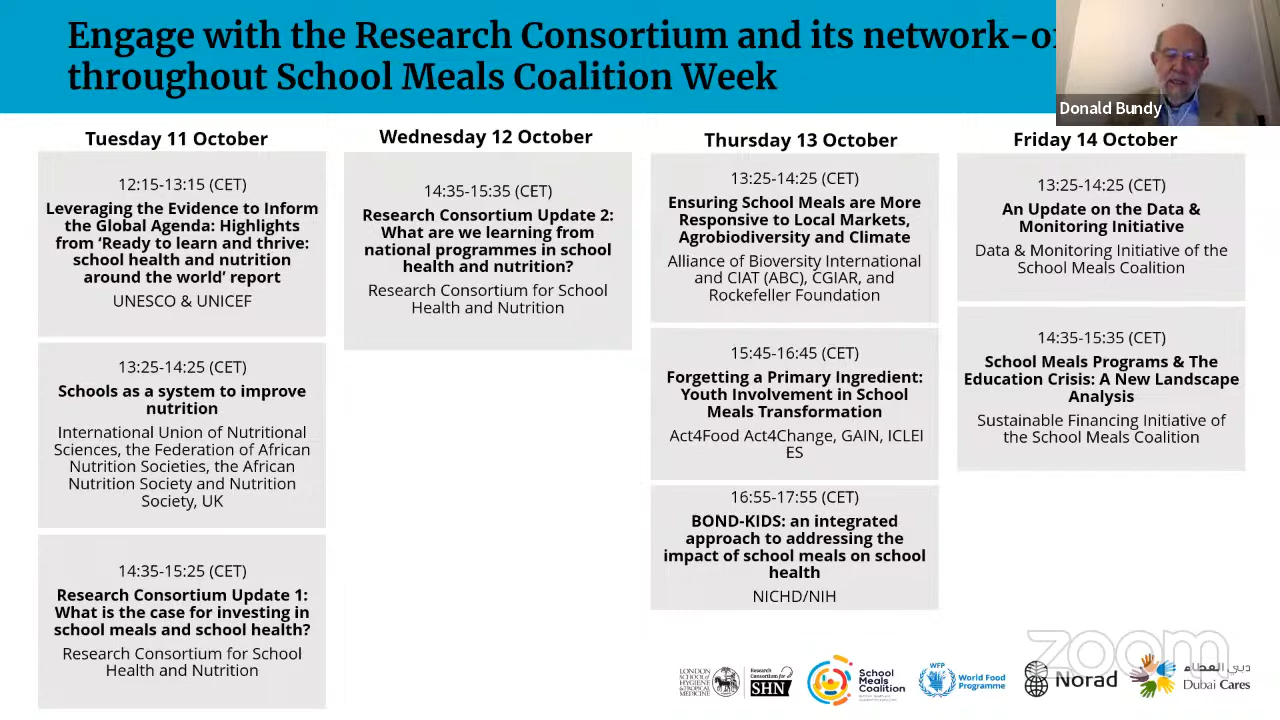 Engage with the Research Consortium and its network-o
throughout School Meals Coalition Week
Donald Bundy
Tuesday 11 October
12:15-13:15 (CET)
Leveraging the Evidence to Inform
the Global Agenda: Highlights
from ‘Ready to learn and thrive:
school health and nutrition
around the world’ report
UNESCO & UNICEF
13:25-14:25 (CET)
Schools as a system to improve
nutrition
International Union of Nutritional
Sciences, the Federation of African
Nutrition Societies, the African
Nutrition Society and Nutrition
Society, UK
14:35-15:25 (CET)
Research Consortium Update 1:
What is the case for investing in
school meals and school health?
Research Consortium for School
Health and Nutrition
Wednesday 12 October
14:35-15:35 (CET)
Research Consortium Update 2:
What are we learning from
national programmes in school
health and nutrition?
Research Consortium for School
Health and Nutrition
Thursday 13 October
13:25-14:25 (CET)
Ensuring School Meals are More
Responsive to Local Markets,
Agrobiodiversity and Climate
Alliance of Bioversity International
and CIAT (ABC), CGIAR, and
Rockefeller Foundation
15:45-16:45 (CET)
Forgetting a Primary Ingredient:
Youth Involvement in School
Meals Transformation
Act4Food Act4Change, GAIN, ICLEI
ES
16:55-17:55 (CET)
BOND-KIDS: an integrated
approach to addressing the
impact of school meals on school
health
NICHD/NIH
Friday 14 October
13:25-14:25 (CET)
An Update on the Data &
Monitoring Initiative
Data & Monitoring Initiative of the
School Meals Coalition
14:35-15:35 (CET)
School Meals Programs & The
Education Crisis: A New Landscape
Analysis
Sustainable Financing Initiative of
the School Meals Coalition
LONDON
SCHOOL of
HYGIENE
&TROPICAL
MEDICINE
Research
Consortium for
SHN
School
Meals
Coalition
WFP
World Food
Programme
Norad
دبي العطاء
Dubai Cares
zoom